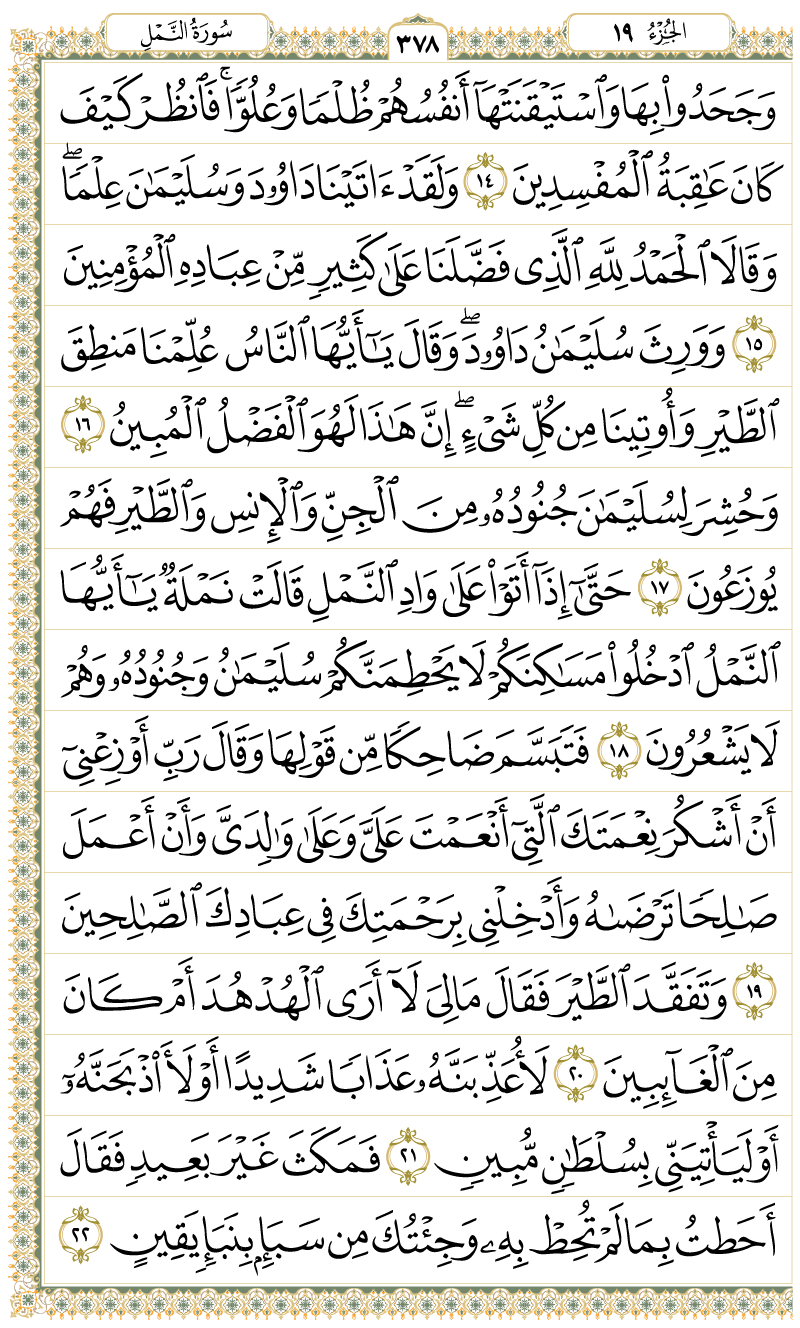 الجُزْءُ ١٩
٣٧٨
سُورَةُ النَّمْلِ
وَجَحَدُوا۟ بِهَا وَٱسْتَيْقَنَتْهَآ أَنفُسُهُمْ ظُلْمًا وَعُلُوًّا ۚ فَٱنظُرْ كَيْفَ
كَانَ عَـٰقِبَةُ ٱلْمُفْسِدِينَ ١٤ وَلَقَدْ ءَاتَيْنَا دَاوُۥدَ وَسُلَيْمَـٰنَ عِلْمًا ۖ
وَقَالَا ٱلْحَمْدُ لِلَّهِ ٱلَّذِى فَضَّلَنَا عَلَىٰ كَثِيرٍ مِّنْ عِبَادِهِ ٱلْمُؤْمِنِينَ
١٥ وَوَرِثَ سُلَيْمَـٰنُ دَاوُۥدَ ۖ وَقَالَ يَـٰٓأَيُّهَا ٱلنَّاسُ عُلِّمْنَا مَنطِقَ
ٱلطَّيْرِ وَأُوتِينَا مِن كُلِّ شَىْءٍ ۖ إِنَّ هَـٰذَا لَهُوَ ٱلْفَضْلُ ٱلْمُبِينُ ١٦
وَحُشِرَ لِسُلَيْمَـٰنَ جُنُودُهُۥ مِنَ ٱلْجِنِّ وَٱلْإِنسِ وَٱلطَّيْرِ فَهُمْ
يُوزَعُونَ ١٧ حَتَّىٰٓ إِذَآ أَتَوْا۟ عَلَىٰ وَادِ ٱلنَّمْلِ قَالَتْ نَمْلَةٌ يَـٰٓأَيُّهَا
ٱلنَّمْلُ ٱدْخُلُوا۟ مَسَـٰكِنَكُمْ لَا يَحْطِمَنَّكُمْ سُلَيْمَـٰنُ وَجُنُودُهُۥ وَهُمْ
لَا يَشْعُرُونَ ١٨ فَتَبَسَّمَ ضَاحِكًا مِّن قَوْلِهَا وَقَالَ رَبِّ أَوْزِعْنِىٓ
أَنْ أَشْكُرَ نِعْمَتَكَ ٱلَّتِىٓ أَنْعَمْتَ عَلَىَّ وَعَلَىٰ وَٰلِدَىَّ وَأَنْ أَعْمَلَ
صَـٰلِحًا تَرْضَىٰهُ وَأَدْخِلْنِى بِرَحْمَتِكَ فِى عِبَادِكَ ٱلصَّـٰلِحِينَ
١٩ وَتَفَقَّدَ ٱلطَّيْرَ فَقَالَ مَالِىَ لَآ أَرَى ٱلْهُدْهُدَ أَمْ كَانَ
مِنَ ٱلْغَآئِبِينَ ٢٠ لَأُعَذِّبَنَّهُۥ عَذَابًا شَدِيدًا أَوْ لَأَا۟ذْبَحَنَّهُۥٓ
أَوْ لَيَأْتِيَنِّى بِسُلْطَـٰنٍ مُّبِينٍ ٢١ فَمَكَثَ غَيْرَ بَعِيدٍ فَقَالَ
أَحَطتُ بِمَا لَمْ تُحِطْ بِهِۦ وَجِئْتُكَ مِن سَبَإٍۭ بِنَبَإٍ يَقِينٍ ٢٢